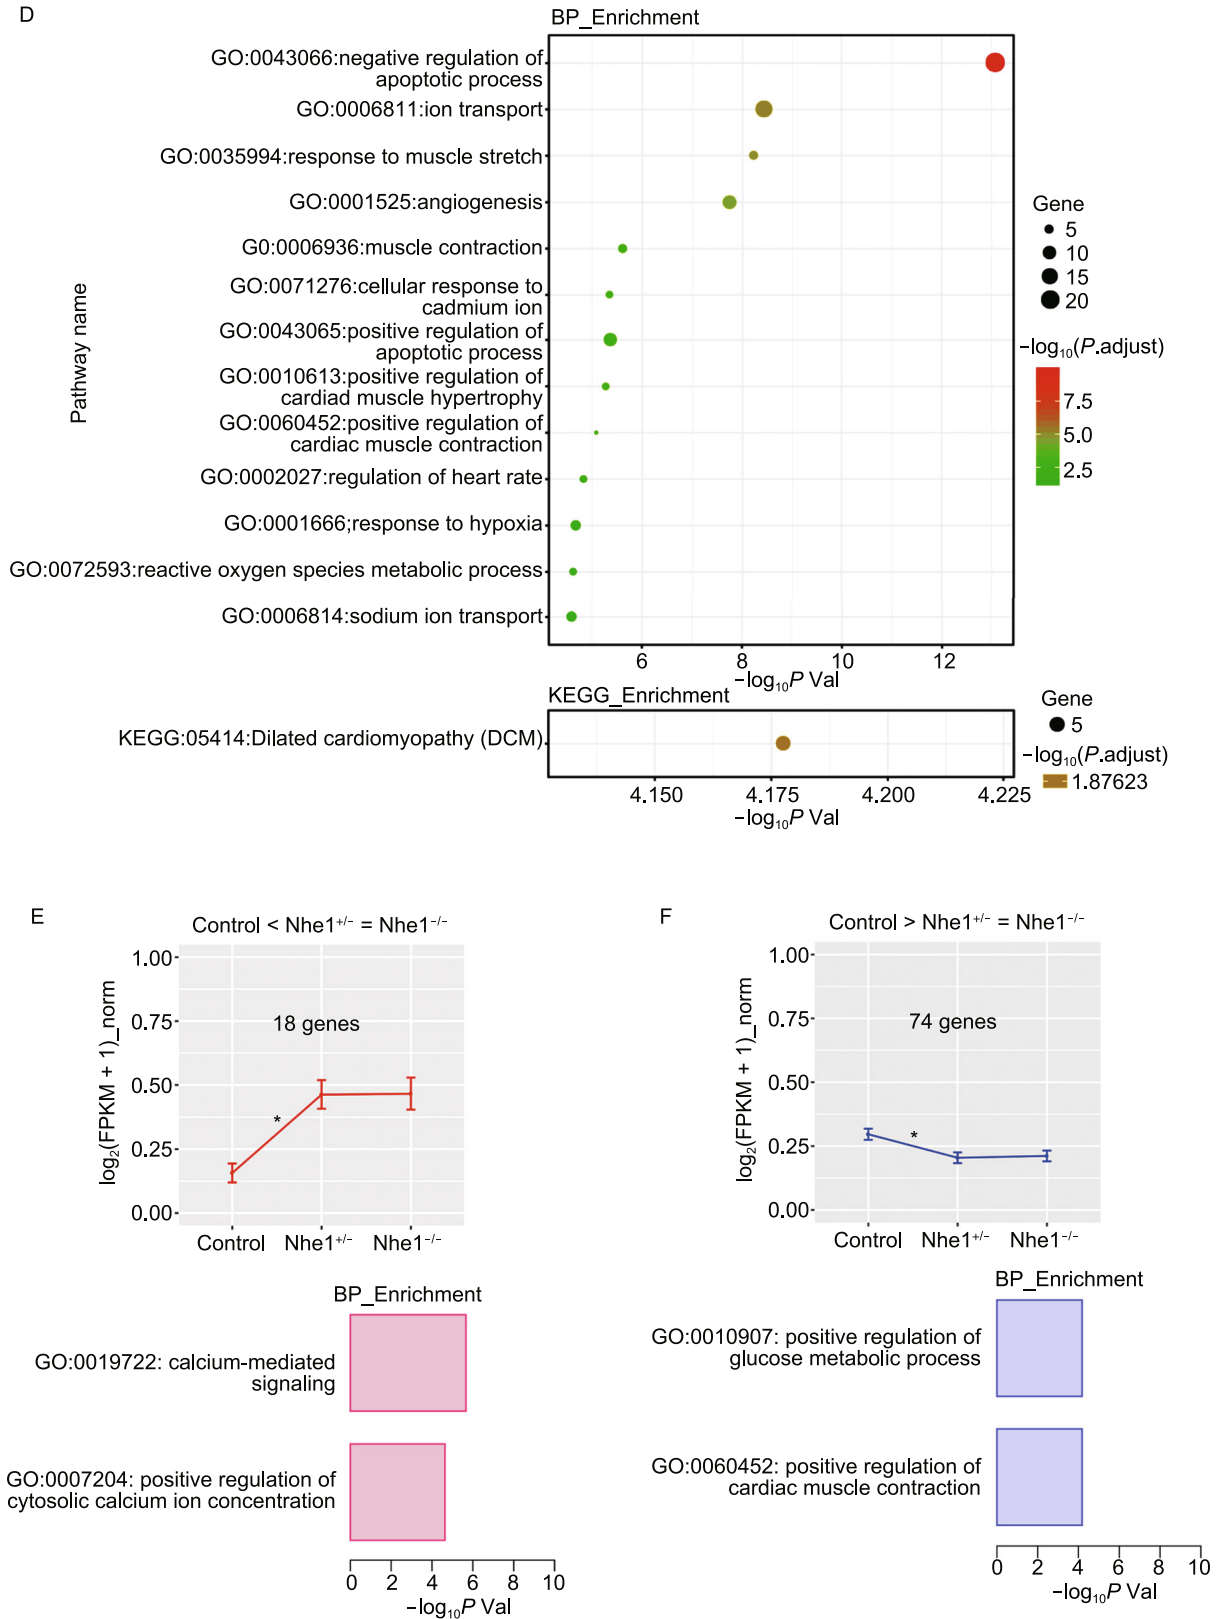 D
BP_Enrichment
GO:0043066:negative regulation of
apoptotic process
GO:0006811:ion transport
GO:0035994:response to muscle stretch
GO:0001525:angiogenesis
G0:0006936:muscle contraction
GO:0071276:cellular response to
cadmium ion
GO:0043065:positive regulation of
apoptotic process
GO:0010613:positive regulation of
cardiad muscle hypertrophy
GO:0060452:positive regulation of
cardiac muscle contraction
GO:0002027:regulation of heart rate
GO:0001666;response to hypoxia
GO:0072593:reactive oxygen species metabolic process
GO:0006814:sodium ion transport
Pathway name
6 8 10 12
−log₁₀P Val
Gene
5
10
15
20
−log₁₀(P.adjust)
7.5
5.0
2.5
KEGG_Enrichment
KEGG:05414:Dilated cardiomyopathy (DCM)
4.150 4.175 4.200 4.225
−log₁₀P Val
Gene
5
−log₁₀(P.adjust)
1.87623
E
Control < Nhe1⁺/⁻ = Nhe1⁻/⁻
log₂(FPKM + 1)_norm
1.00
0.75
0.50
0.25
0.00
18 genes
*
Control Nhe1⁺/⁻ Nhe1⁻/⁻
BP_Enrichment
GO:0019722: calcium-mediated
signaling
GO:0007204: positive regulation of
cytosolic calcium ion concentration
0 2 4 6 8 10
−log₁₀P Val
F
Control > Nhe1⁺/⁻ = Nhe1⁻/⁻
log₂(FPKM + 1)_norm
1.00
0.75
0.50
0.25
0.00
74 genes
*
Control Nhe1⁺/⁻ Nhe1⁻/⁻
BP_Enrichment
GO:0010907: positive regulation of
glucose metabolic process
GO:0060452: positive regulation of
cardiac muscle contraction
0 2 4 6 8 10
−log₁₀P Val